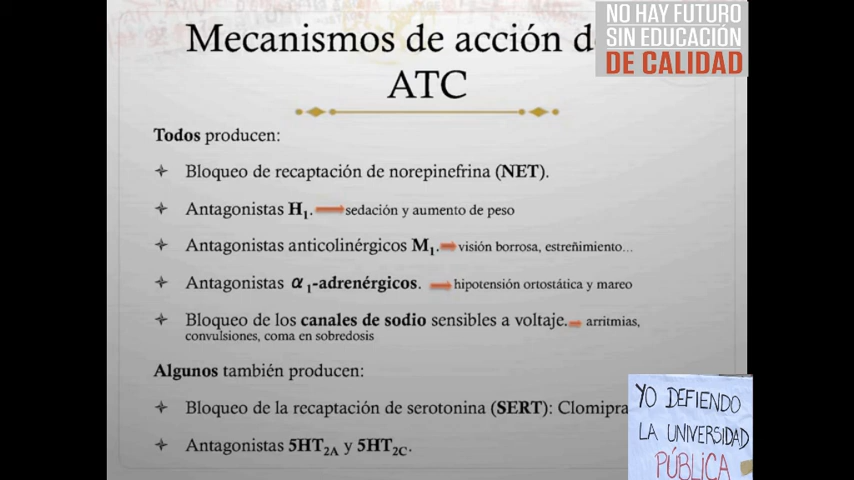 Mecanismos de acción d
ATC
NO HAY FUTURO
SIN EDUCACIÓN
DE CALIDAD
Todos producen:
Bloqueo de recaptación de norepinefrina (NET).
Antagonistas H1. sedación y aumento de peso
Antagonistas anticolinérgicos M1. visión borrosa, estreñimiento...
Antagonistas α1-adrenérgicos. hipotensión ortostática y mareo
Bloqueo de los canales de sodio sensibles a voltaje. arritmias,
convulsiones, coma en sobredosis
Algunos también producen:
Bloqueo de la recaptación de serotonina (SERT): Clomipra
Antagonistas 5HT2A y 5HT2C.
YO DEFIENDO
LA UNIVERSIDAD
PÚBLICA